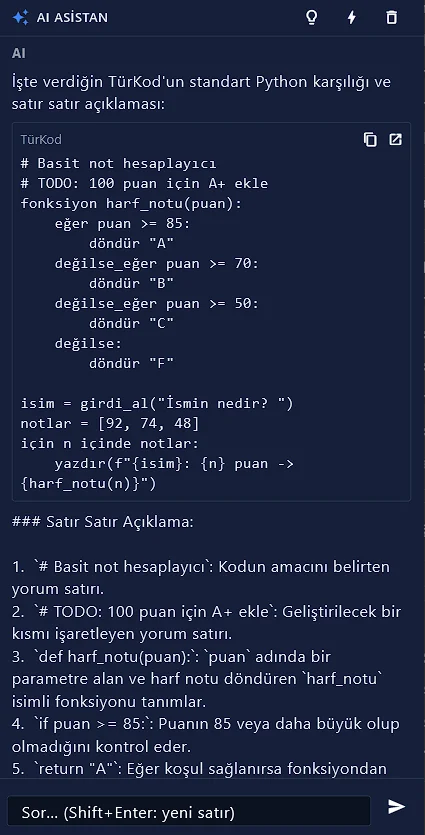 AI ASİSTAN
AI
İşte verdiğin TürKod'un standart Python karşılığı ve
satır satır açıklaması:
TürKod
# Basit not hesaplayıcı
# TODO: 100 puan için A+ ekle
fonksiyon harf_notu(puan):
    eğer puan >= 85:
        döndür "A"
    değilse_eğer puan >= 70:
        döndür "B"
    değilse_eğer puan >= 50:
        döndür "C"
    değilse:
        döndür "F"

isim = girdi_al("İsmin nedir? ")
notlar = [92, 74, 48]
için n içinde notlar:
    yazdır(f"{isim}: {n} puan ->
{harf_notu(n)}")
### Satır Satır Açıklama:

1. `# Basit not hesaplayıcı`: Kodun amacını belirten
yorum satırı.
2. `# TODO: 100 puan için A+ ekle`: Geliştirilecek bir
kısmı işaretleyen yorum satırı.
3. `def harf_notu(puan):`: `puan` adında bir
parametre alan ve harf notu döndüren `harf_notu`
isimli fonksiyonu tanımlar.
4. `if puan >= 85:`: Puanın 85 veya daha büyük olup
olmadığını kontrol eder.
5. `return "A"`: Eğer koşul sağlanırsa fonksiyondan
Sor... (Shift+Enter: yeni satır)